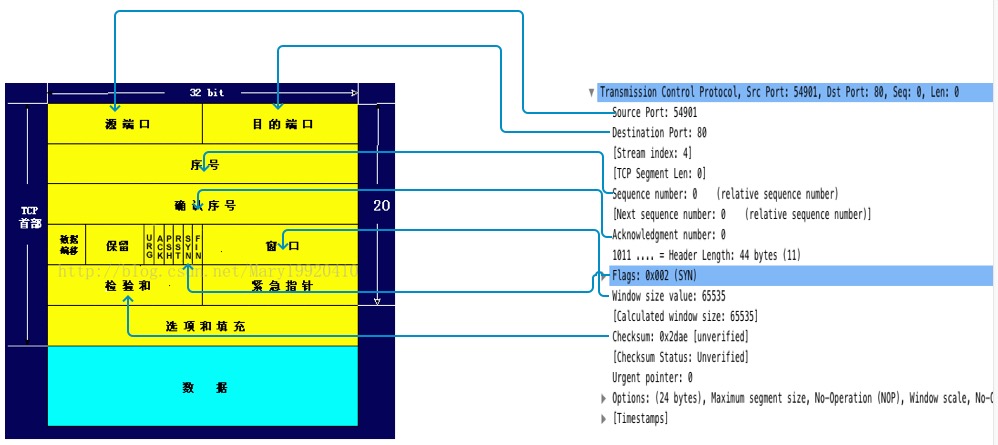 32 bit
源端口
目的端口
序号
确认序号
TCP
首部
20
数据
偏移
保留
URG
ACK
PSH
RST
SYN
FIN
窗口
http://blog.csdn.net/Mary19920410
检验和
紧急指针
选项和填充
数 据
Transmission Control Protocol, Src Port: 54901, Dst Port: 80, Seq: 0, Len: 0
Source Port: 54901
Destination Port: 80
[Stream index: 4]
[TCP Segment Len: 0]
Sequence number: 0 (relative sequence number)
[Next sequence number: 0 (relative sequence number)]
Acknowledgment number: 0
1011 .... = Header Length: 44 bytes (11)
Flags: 0x002 (SYN)
Window size value: 65535
[Calculated window size: 65535]
Checksum: 0x2dae [unverified]
[Checksum Status: Unverified]
Urgent pointer: 0
Options: (24 bytes), Maximum segment size, No-Operation (NOP), Window scale, No-O
[Timestamps]